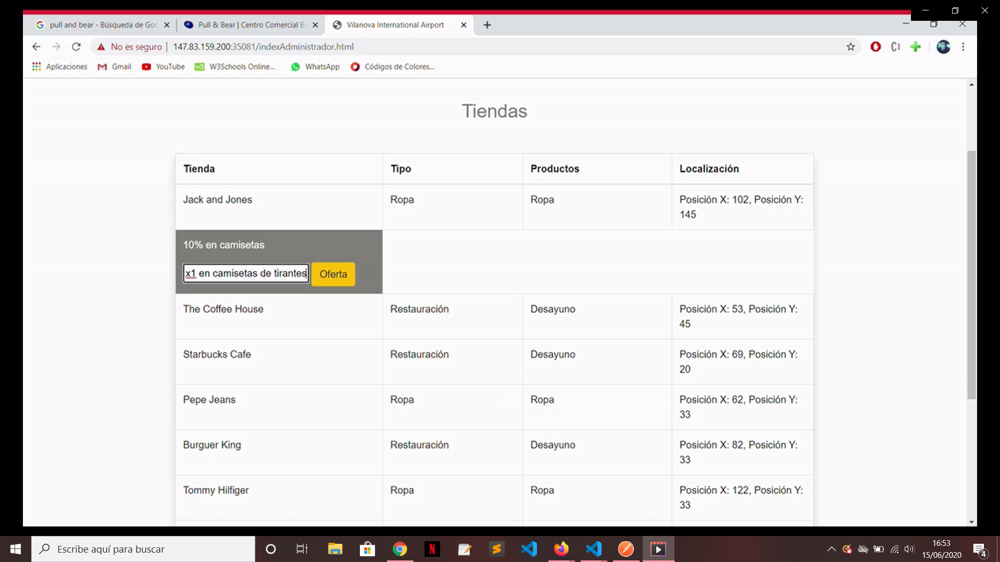 pull and bear - Búsqueda de Goo
Pull & Bear | Centro Comercial B
Vilanova International Airport
No es seguro | 147.83.159.200:35081/indexAdministrador.html
Aplicaciones
Gmail
YouTube
W3Schools Online...
WhatsApp
Códigos de Colores...
Tiendas
Tienda Tipo Productos Localización
Jack and Jones Ropa Ropa Posición X: 102, Posición Y:
145
10% en camisetas
x1 en camisetas de tirantes Oferta
The Coffee House Restauración Desayuno Posición X: 53, Posición Y:
45
Starbucks Cafe Restauración Desayuno Posición X: 69, Posición Y:
20
Pepe Jeans Ropa Ropa Posición X: 62, Posición Y:
33
Burguer King Restauración Desayuno Posición X: 82, Posición Y:
33
Tommy Hilfiger Ropa Ropa Posición X: 122, Posición Y:
33
Escribe aquí para buscar
16:53
15/06/2020
4